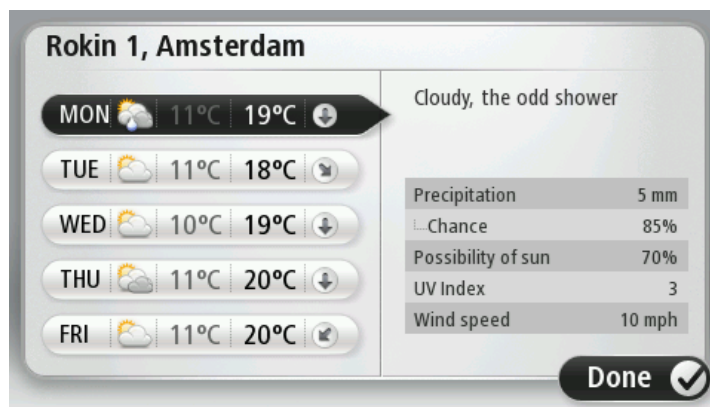 Rokin 1, Amsterdam
MON 11°C 19°C
TUE 11°C 18°C
WED 10°C 19°C
THU 11°C 20°C
FRI 11°C 20°C
Cloudy, the odd shower
Precipitation 5 mm
Chance 85%
Possibility of sun 70%
UV Index 3
Wind speed 10 mph
Done